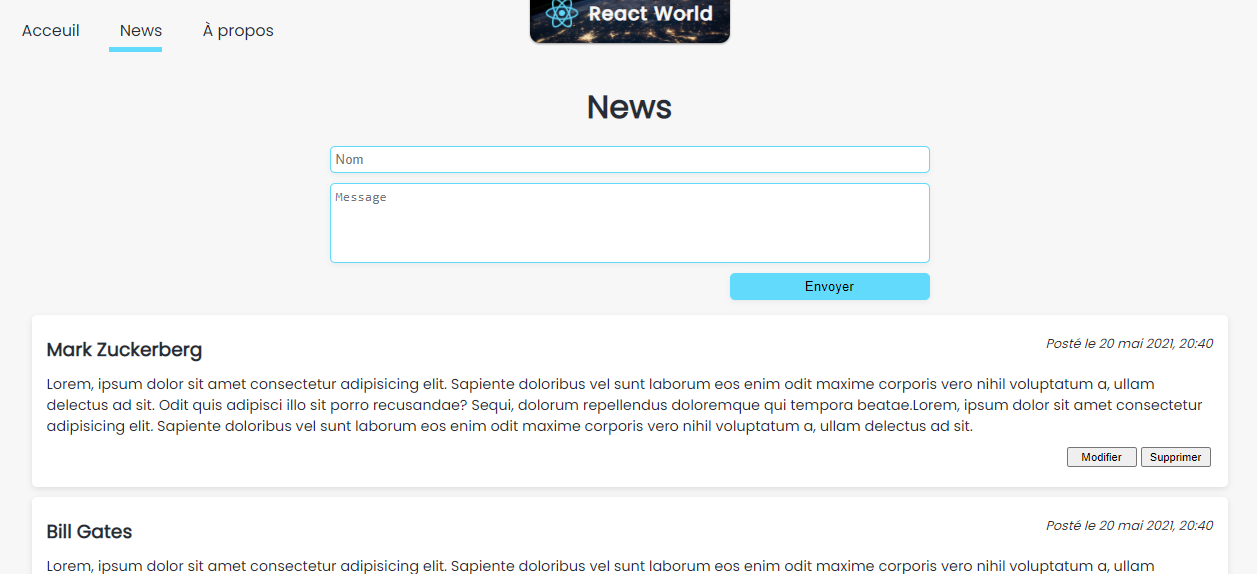 Acceuil
News
À propos
React World
News
Nom
Message
Envoyer
Mark Zuckerberg
Posté le 20 mai 2021, 20:40
Lorem, ipsum dolor sit amet consectetur adipisicing elit. Sapiente doloribus vel sunt laborum eos enim odit maxime corporis vero nihil voluptatum a, ullam
delectus ad sit. Odit quis adipisci illo sit porro recusandae? Sequi, dolorum repellendus doloremque qui tempora beatae.Lorem, ipsum dolor sit amet consectetur
adipisicing elit. Sapiente doloribus vel sunt laborum eos enim odit maxime corporis vero nihil voluptatum a, ullam delectus ad sit.
Modifier
Supprimer
Bill Gates
Posté le 20 mai 2021, 20:40
Lorem, ipsum dolor sit amet consectetur adipisicing elit. Sapiente doloribus vel sunt laborum eos enim odit maxime corporis vero nihil voluptatum a, ullam